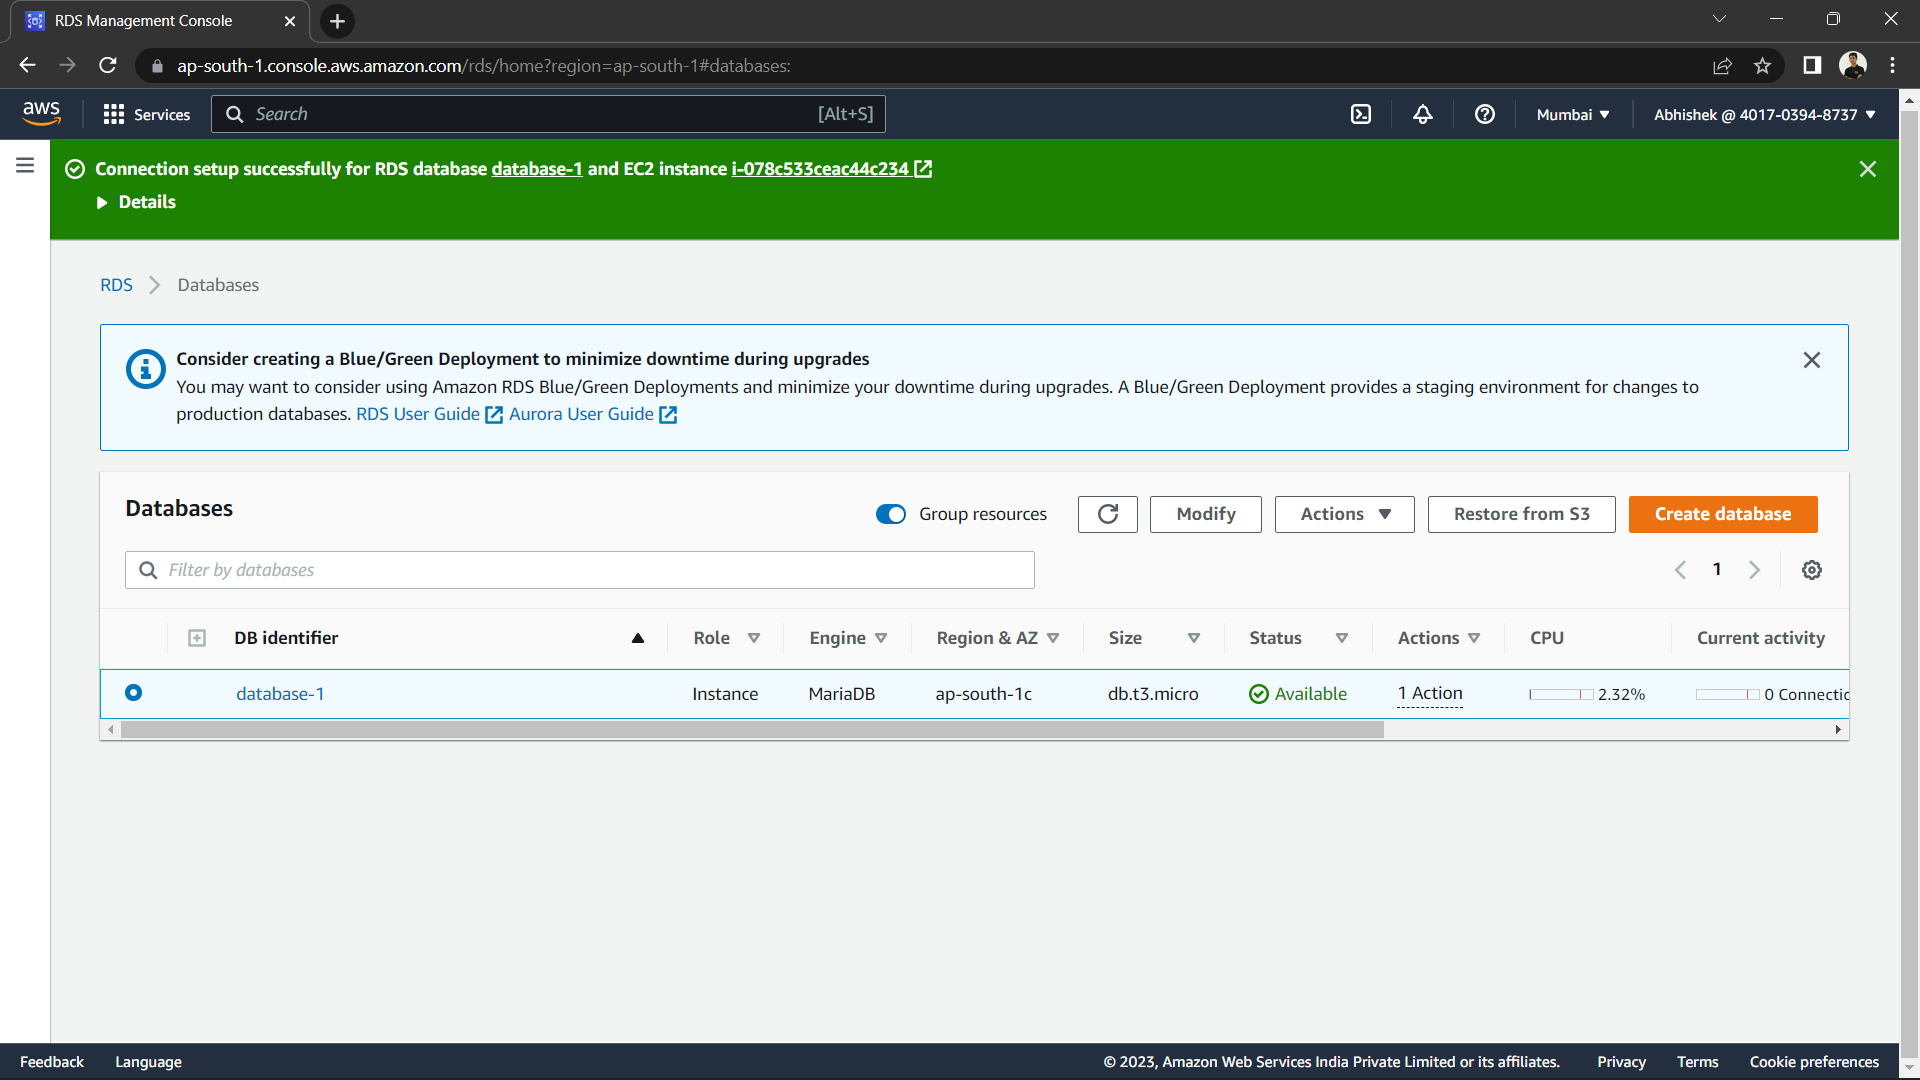 RDS Management Console
ap-south-1.console.aws.amazon.com/rds/home?region=ap-south-1#databases:
aws
Services
Search
[Alt+S]
Mumbai
Abhishek @ 4017-0394-8737
Connection setup successfully for RDS database database-1 and EC2 instance i-078c533ceac44c234
Details
RDS
Databases
Consider creating a Blue/Green Deployment to minimize downtime during upgrades
You may want to consider using Amazon RDS Blue/Green Deployments and minimize your downtime during upgrades. A Blue/Green Deployment provides a staging environment for changes to
production databases. RDS User Guide Aurora User Guide
Databases
Group resources
Modify
Actions
Restore from S3
Create database
Filter by databases
1
DB identifier Role Engine Region & AZ Size Status Actions CPU Current activity
database-1 Instance MariaDB ap-south-1c db.t3.micro Available 1 Action 2.32% 0 Connectic
Feedback Language © 2023, Amazon Web Services India Private Limited or its affiliates. Privacy Terms Cookie preferences